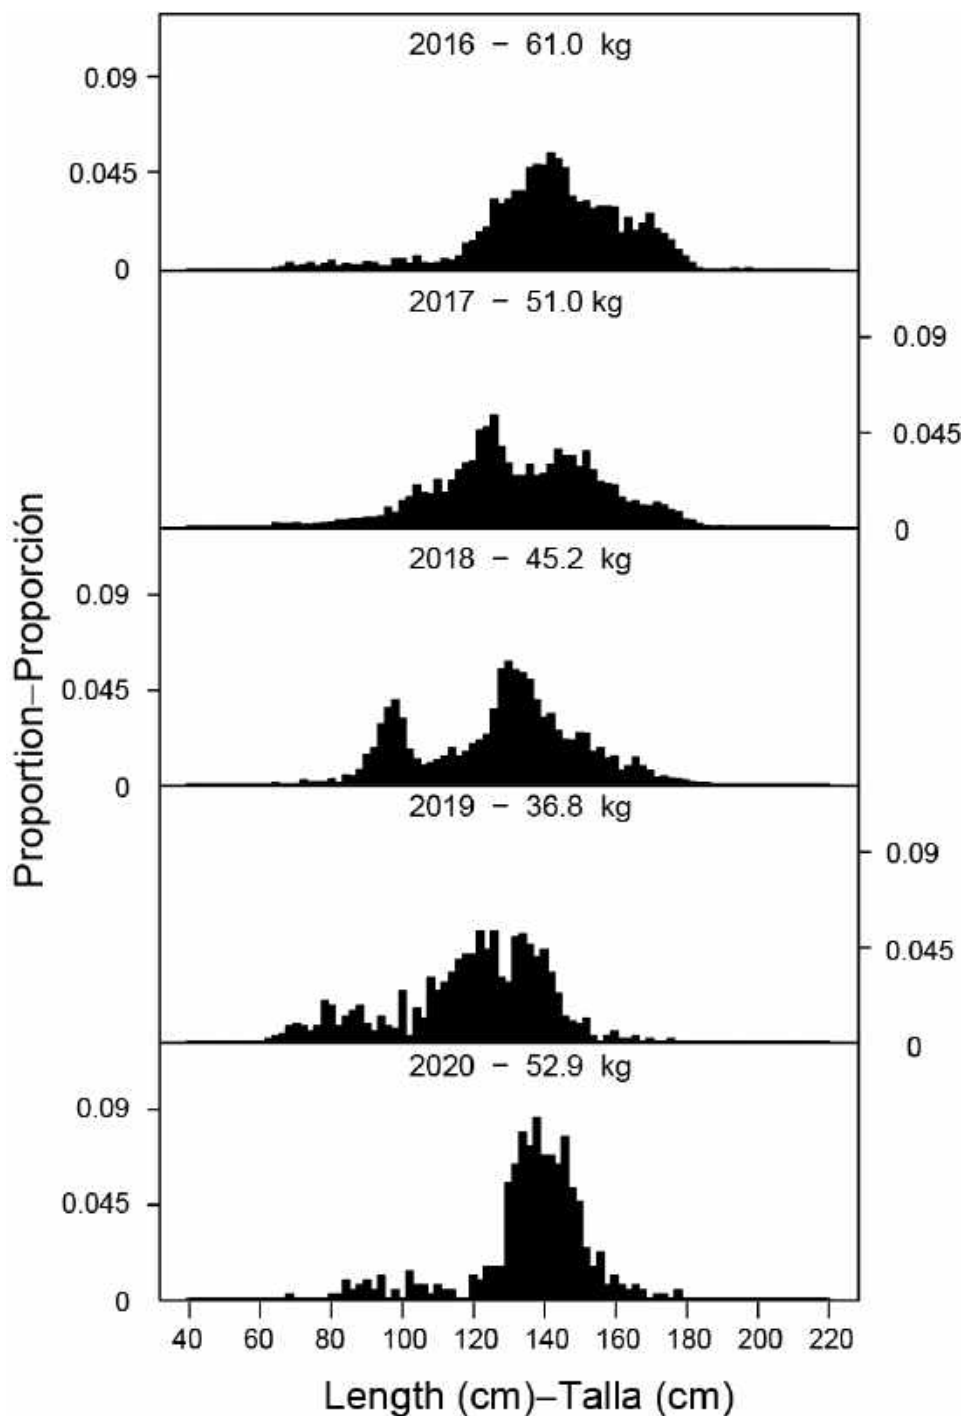 2016 – 61.0 kg
0.09
0.045
0
2017 – 51.0 kg
0.09
0.045
0
2018 – 45.2 kg
0.09
0.045
0
2019 – 36.8 kg
0.09
0.045
0
2020 – 52.9 kg
0.09
0.045
0
Proportion–Proporción
40 60 80 100 120 140 160 180 200 220
Length (cm)–Talla (cm)